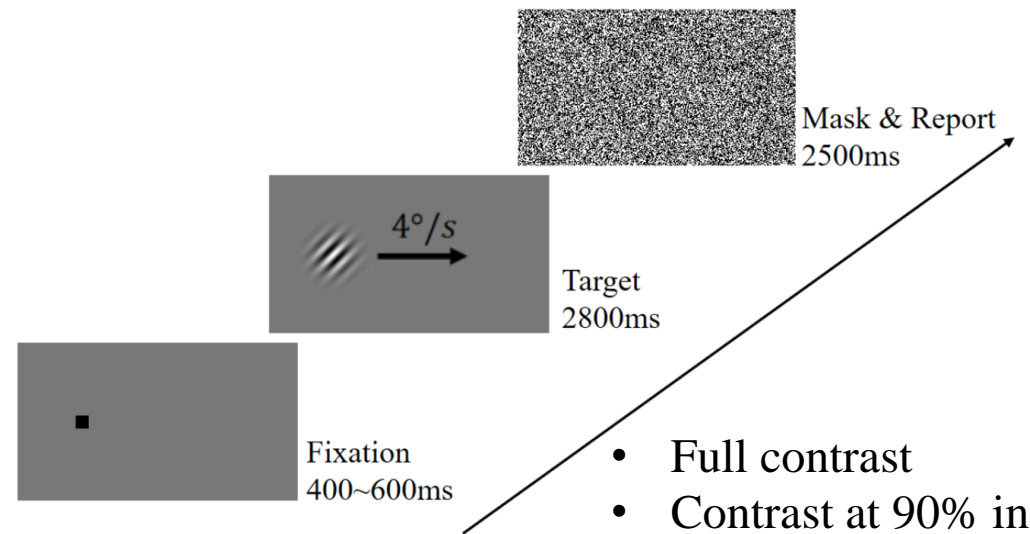 Mask & Report
2500ms
4°/s
Target
2800ms
Fixation
400~600ms
• Full contrast
• Contrast at 90% in